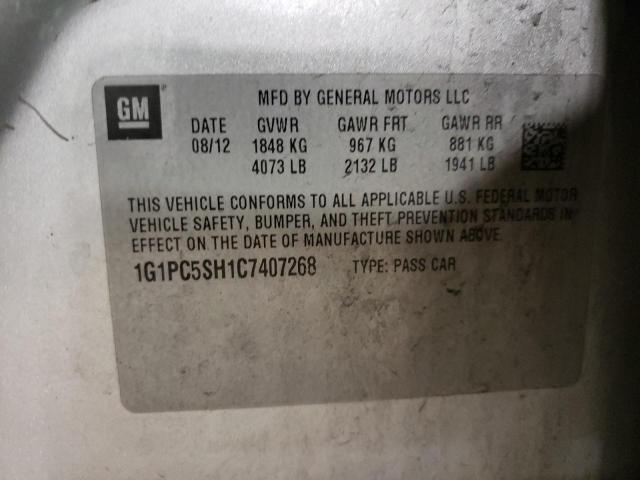 GM
MFD BY GENERAL MOTORS LLC
DATE GVWR GAWR FRT GAWR RR
08/12 1848 KG 967 KG 881 KG
4073 LB 2132 LB 1941 LB
THIS VEHICLE CONFORMS TO ALL APPLICABLE U.S. FEDERAL MOTOR
VEHICLE SAFETY, BUMPER, AND THEFT PREVENTION STANDARDS IN
EFFECT ON THE DATE OF MANUFACTURE SHOWN ABOVE.
1G1PC5SH1C7407268 TYPE: PASS CAR